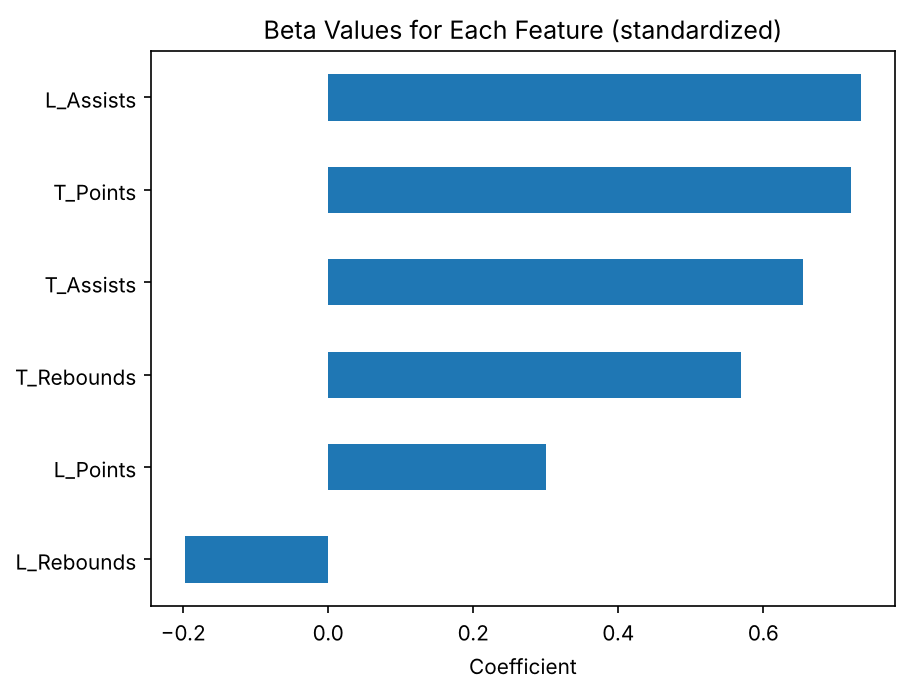 Beta Values for Each Feature (standardized)
L_Assists
T_Points
T_Assists
T_Rebounds
L_Points
L_Rebounds
−0.2 0.0 0.2 0.4 0.6
Coefficient